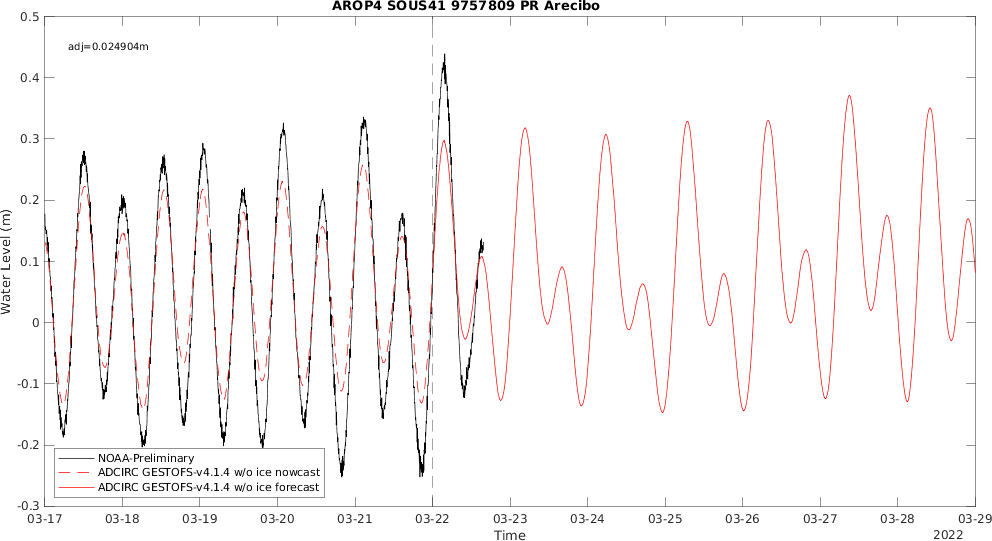 AROP4 SOUS41 9757809 PR Arecibo
adj=0.024904m
0.5
0.4
0.3
0.2
0.1
0
-0.1
-0.2
-0.3
Water Level (m)
NOAA-Preliminary
ADCIRC GESTOFS-v4.1.4 w/o ice nowcast
ADCIRC GESTOFS-v4.1.4 w/o ice forecast
03-17 03-18 03-19 03-20 03-21 03-22 03-23 03-24 03-25 03-26 03-27 03-28 03-29
Time
2022